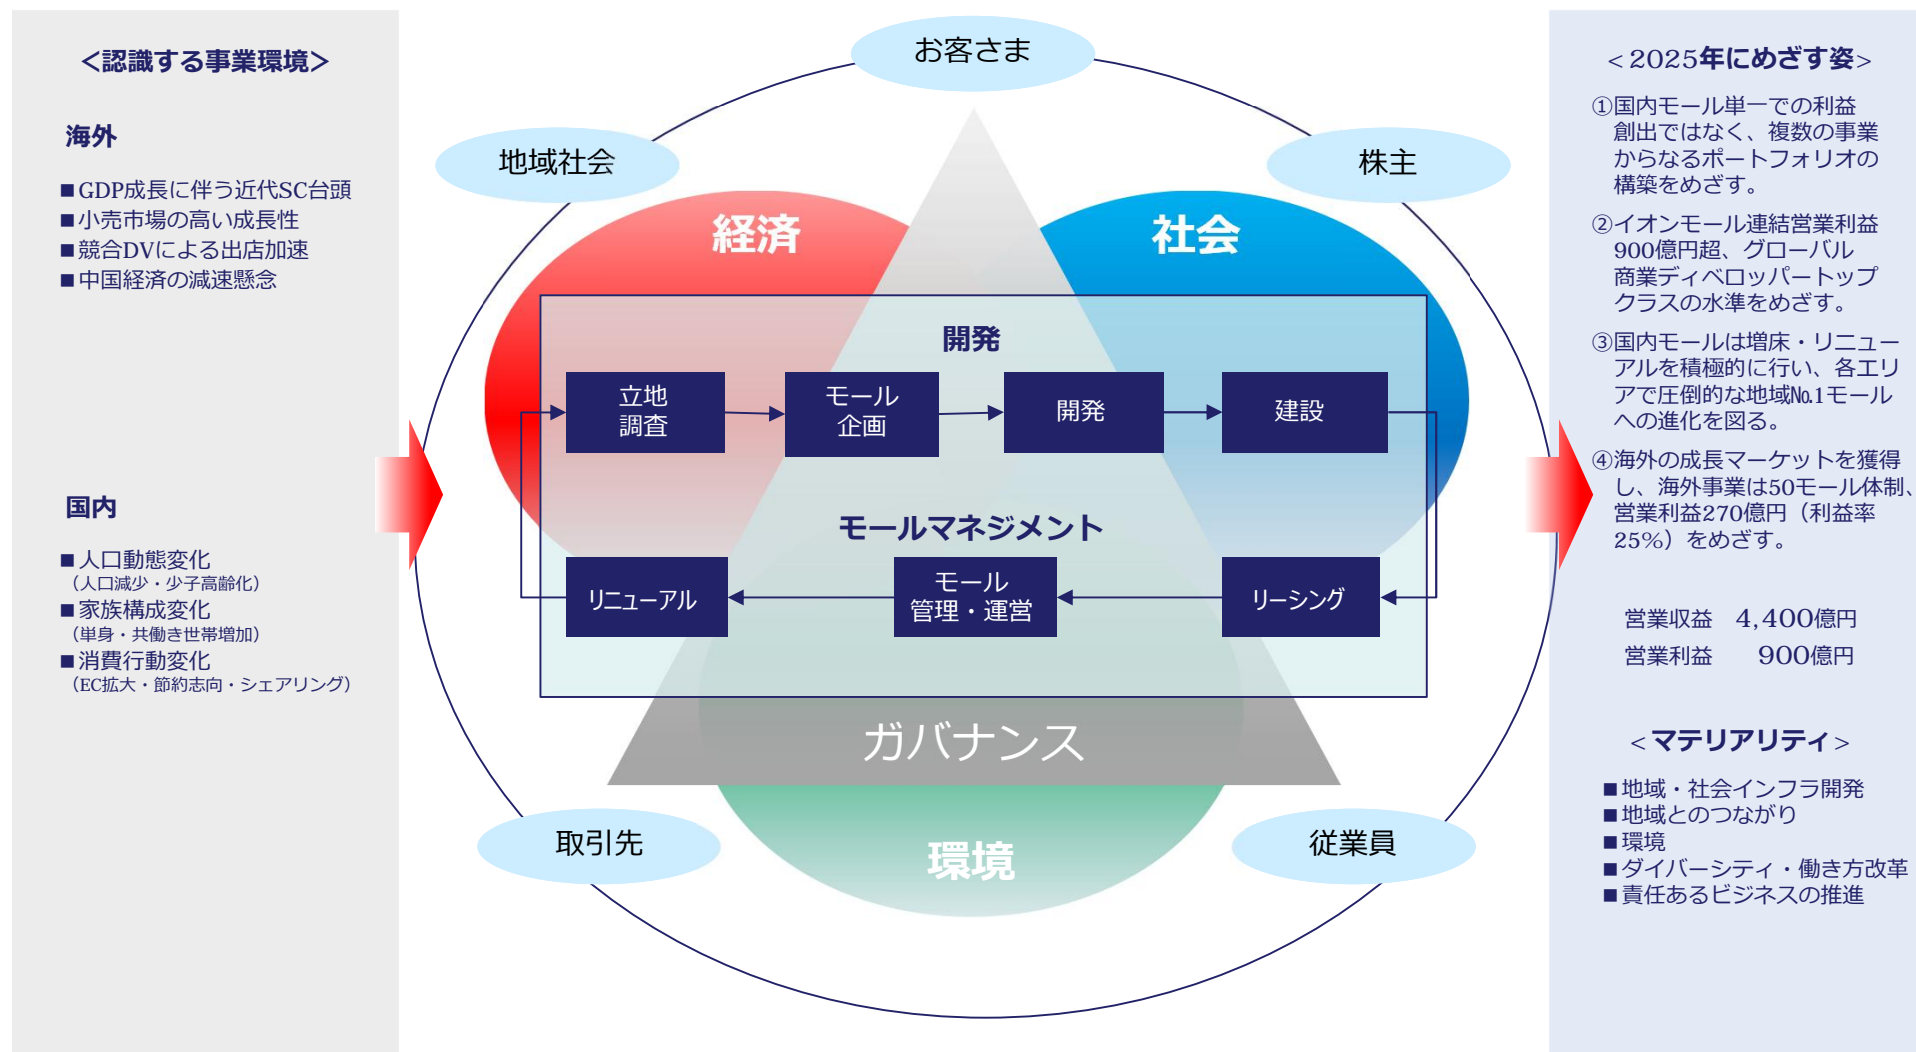 ＜認識する事業環境＞
海外
■GDP成長に伴う近代SC台頭
■小売市場の高い成長性
■競合DVによる出店加速
■中国経済の減速懸念
国内
■人口動態変化
（人口減少・少子高齢化）
■家族構成変化
（単身・共働き世帯増加）
■消費行動変化
（EC拡大・節約志向・シェアリング）
お客さま
地域社会
株主
経済
社会
開発
立地
調査
モール
企画
開発
建設
モールマネジメント
リニューアル
モール
管理・運営
リーシング
ガバナンス
取引先
従業員
環境
＜2025年にめざす姿＞
①国内モール単一での利益
創出ではなく、複数の事業
からなるポートフォリオの
構築をめざす。
②イオンモール連結営業利益
900億円超、グローバル
商業ディベロッパートップ
クラスの水準をめざす。
③国内モールは増床・リニュー
アルを積極的に行い、各エリ
アで圧倒的な地域№1モール
への進化を図る。
④海外の成長マーケットを獲得
し、海外事業は50モール体制、
営業利益270億円（利益率
25%）をめざす。
営業収益　4,400億円
営業利益　900億円
＜マテリアリティ＞
■地域・社会インフラ開発
■地域とのつながり
■環境
■ダイバーシティ・働き方改革
■責任あるビジネスの推進